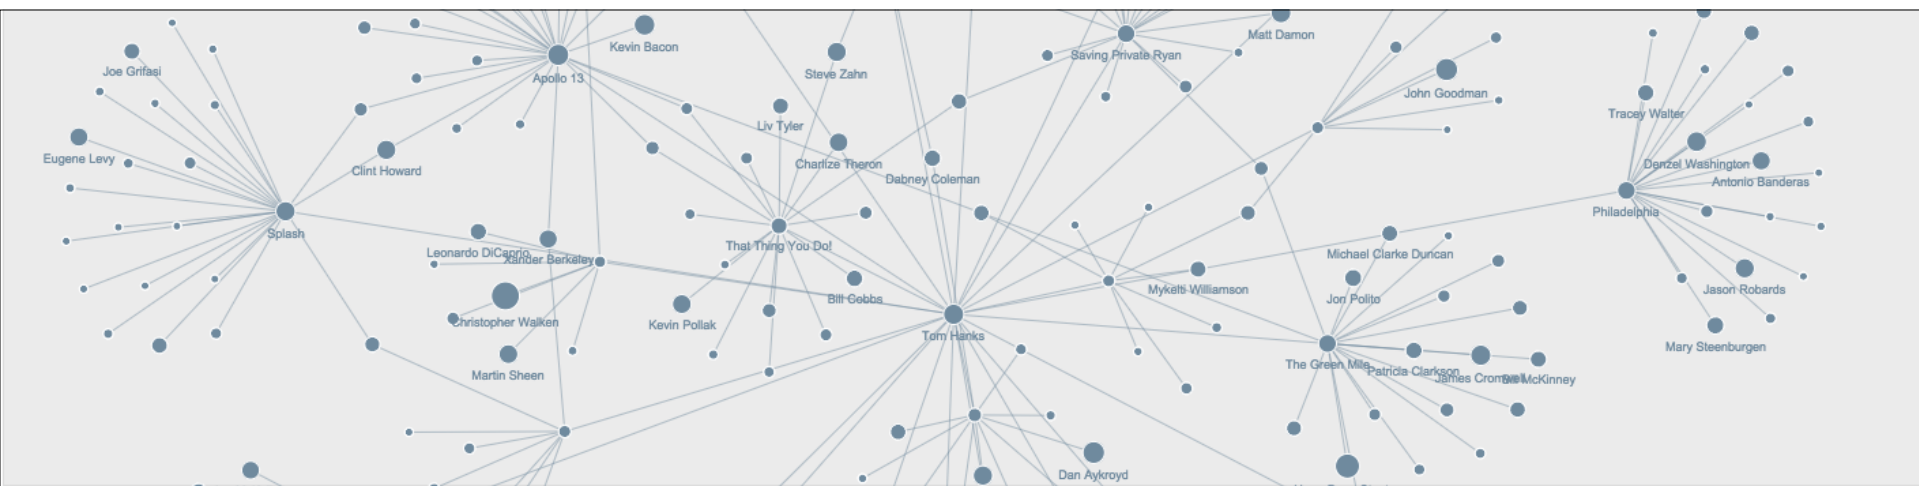 Kevin Bacon
Matt Damon
Saving Private Ryan
Joe Grifasi
Steve Zahn
Apollo 13
John Goodman
Tracey Walter
Liv Tyler
Eugene Levy
Charlize Theron
Denzel Washington
Clint Howard
Dabney Coleman
Antonio Banderas
Philadelphia
Splash
That Thing You Do!
Leonardo DiCaprio
Michael Clarke Duncan
Xander Berkeley
Mykelti Williamson
Jason Robards
Bill Cobbs
Jon Polito
Christopher Walken
Kevin Pollak
Tom Hanks
Mary Steenburgen
The Green Mile
Patricia Clarkson
Martin Sheen
James Cromwell
McKinney
Dan Aykroyd